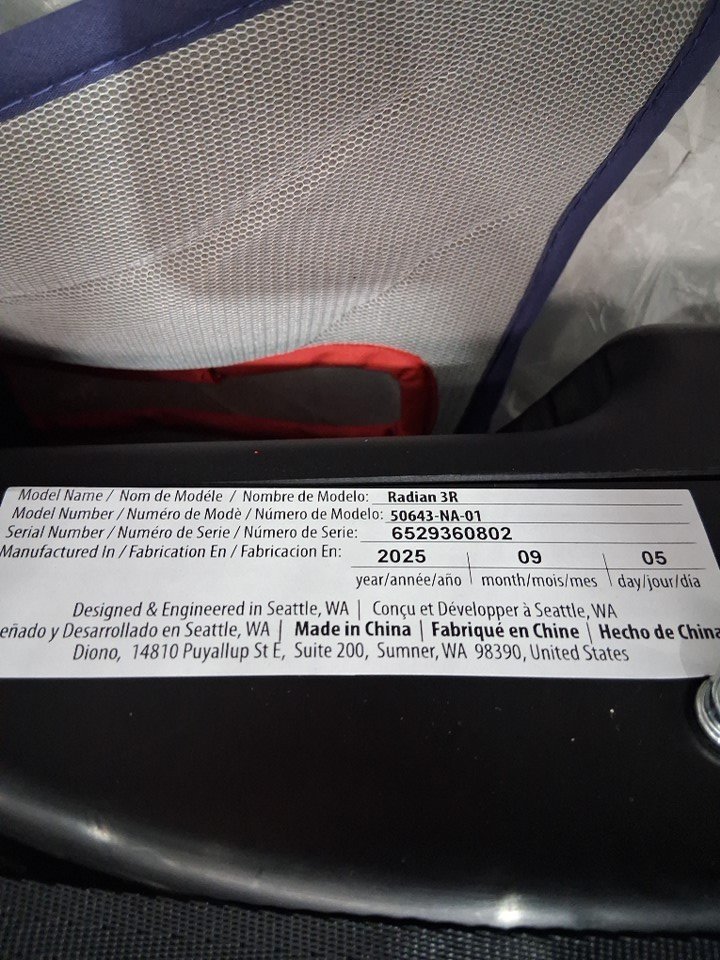 Model Name / Nom de Modéle / Nombre de Modelo: Radian 3R
Model Number / Numéro de Modè / Número de Modelo: 50643-NA-01
Serial Number / Numéro de Serie / Número de Serie: 6529360802
Manufactured In / Fabrication En / Fabricacion En: 2025 09 05
year/année/año month/mois/mes day/jour/día
Designed & Engineered in Seattle, WA | Conçu et Développer à Seattle, WA
eñado y Desarrollado en Seattle, WA | Made in China | Fabriqué en Chine | Hecho de China
Diono, 14810 Puyallup St E, Suite 200, Sumner, WA 98390, United States